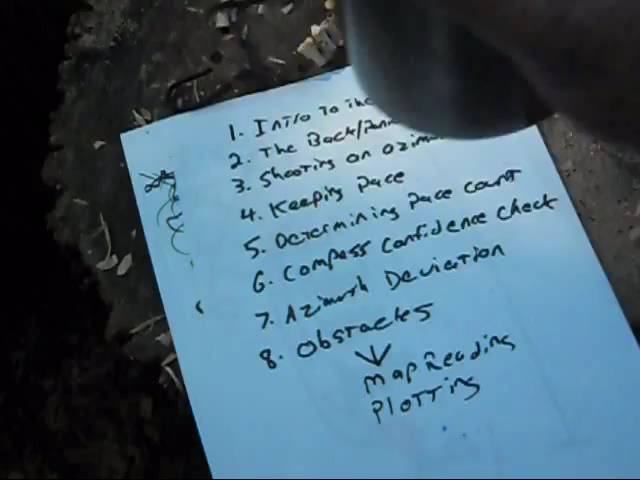 1. Intro to the
2. The Back/
3. Shooting an azimu
4. Keeping Pace
5. Determining Pace count
6. Compass Confidence check
7. Azimuth Deviation
8. Obstacles
Map Reading
Plotting